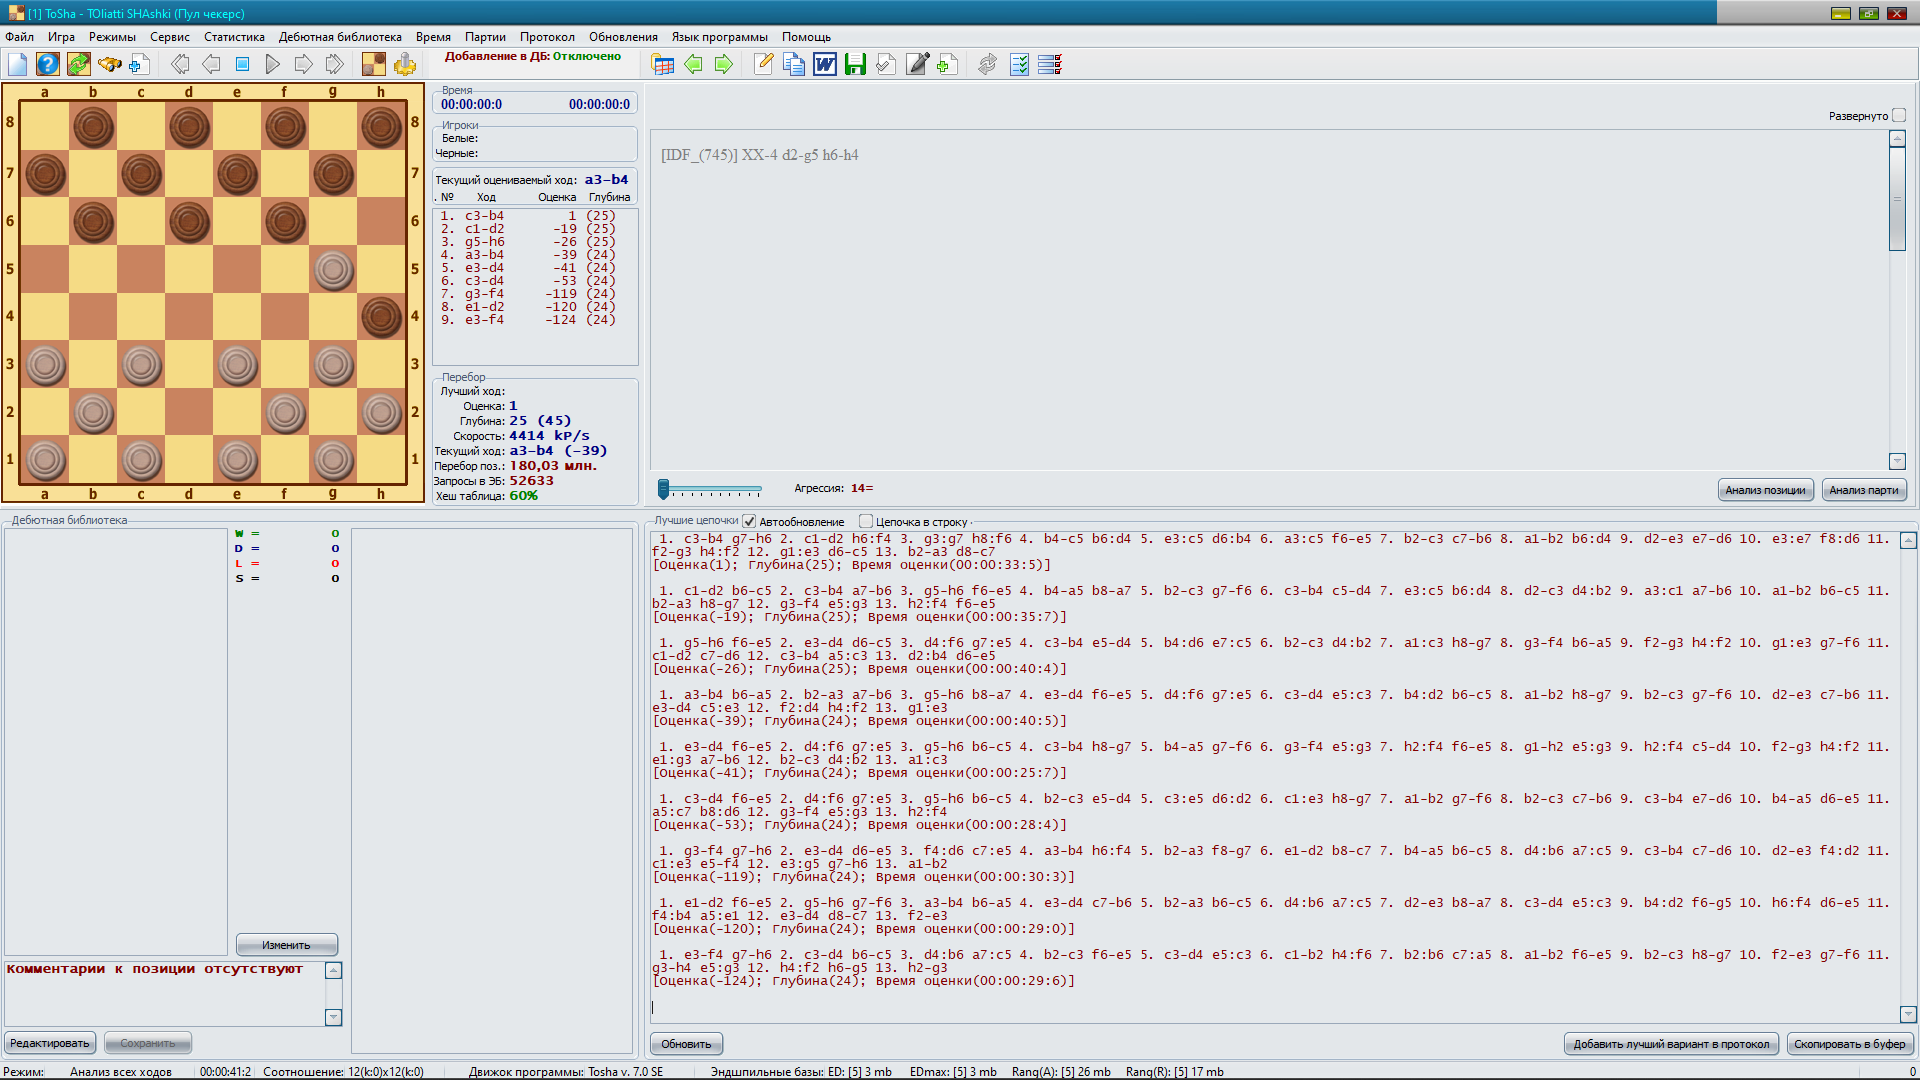 [1] ToSha - TOliatti SHAshki (Пул чекерс)
Файл Игра Режимы Сервис Статистика Дебютная библиотека Время Партии Протокол Обновления Язык программы Помощь
Добавление в ДБ: Отключено
a b c d e f g h
8 8
7 7
6 6
5 5
4 4
3 3
2 2
1 1
a b c d e f g h
Время
00:00:00:0 00:00:00:0
Игроки
Белые:
Черные:
Текущий оцениваемый ход: a3-b4
. № Ход Оценка Глубина
1. c3-b4 1 (25)
2. c1-d2 -19 (25)
3. g5-h6 -26 (25)
4. a3-b4 -39 (24)
5. e3-d4 -41 (24)
6. c3-d4 -53 (24)
7. g3-f4 -119 (24)
8. e1-d2 -120 (24)
9. e3-f4 -124 (24)
Перебор
Лучший ход:
Оценка: 1
Глубина: 25 (45)
Скорость: 4414 kP/s
Текущий ход: a3-b4 (-39)
Перебор поз.: 180,03 млн.
Запросы в ЭБ: 52633
Хеш таблица: 60%
Развернуто
[IDF_(745)] XX-4 d2-g5 h6-h4
Агрессия: 14=
Анализ позиции Анализ парти
Дебютная библиотека
W = 0
D = 0
L = 0
S = 0
Изменить
Комментарии к позиции отсутствуют
Редактировать Сохранить
Лучшие цепочки Автообновление Цепочка в строку
1. c3-b4 g7-h6 2. c1-d2 h6:f4 3. g3:g7 h8:f6 4. b4-c5 b6:d4 5. e3:c5 d6:b4 6. a3:c5 f6-e5 7. b2-c3 c7-b6 8. a1-b2 b6:d4 9. d2-e3 e7-d6 10. e3:e7 f8:d6 11.
f2-g3 h4:f2 12. g1:e3 d6-c5 13. b2-a3 d8-c7
[Оценка(1); Глубина(25); Время оценки(00:00:33:5)]
1. c1-d2 b6-c5 2. c3-b4 a7-b6 3. g5-h6 f6-e5 4. b4-a5 b8-a7 5. b2-c3 g7-f6 6. c3-b4 c5-d4 7. e3:c5 b6:d4 8. d2-c3 d4:b2 9. a3:c1 a7-b6 10. a1-b2 b6-c5 11.
b2-a3 h8-g7 12. g3-f4 e5:g3 13. h2:f4 f6-e5
[Оценка(-19); Глубина(25); Время оценки(00:00:35:7)]
1. g5-h6 f6-e5 2. e3-d4 d6-c5 3. d4:f6 g7:e5 4. c3-b4 e5-d4 5. b4:d6 e7:c5 6. b2-c3 d4:b2 7. a1:c3 h8-g7 8. g3-f4 b6-a5 9. f2-g3 h4:f2 10. g1:e3 g7-f6 11.
c1-d2 c7-d6 12. c3-b4 a5:c3 13. d2:b4 d6-e5
[Оценка(-26); Глубина(25); Время оценки(00:00:40:4)]
1. a3-b4 b6-a5 2. b2-a3 a7-b6 3. g5-h6 b8-a7 4. e3-d4 f6-e5 5. d4:f6 g7:e5 6. c3-d4 e5:c3 7. b4:d2 b6-c5 8. a1-b2 h8-g7 9. b2-c3 g7-f6 10. d2-e3 c7-b6 11.
e3-d4 c5:e3 12. f2:d4 h4:f2 13. g1:e3
[Оценка(-39); Глубина(24); Время оценки(00:00:40:5)]
1. e3-d4 f6-e5 2. d4:f6 g7:e5 3. g5-h6 b6-c5 4. c3-b4 h8-g7 5. b4-a5 g7-f6 6. g3-f4 e5:g3 7. h2:f4 f6-e5 8. g1-h2 e5:g3 9. h2:f4 c5-d4 10. f2-g3 h4:f2 11.
e1:g3 a7-b6 12. b2-c3 d4:b2 13. a1:c3
[Оценка(-41); Глубина(24); Время оценки(00:00:25:7)]
1. c3-d4 f6-e5 2. d4:f6 g7:e5 3. g5-h6 b6-c5 4. b2-c3 e5-d4 5. c3:e5 d6:d2 6. c1:e3 h8-g7 7. a1-b2 g7-f6 8. b2-c3 c7-b6 9. c3-b4 e7-d6 10. b4-a5 d6-e5 11.
a5:c7 b8:d6 12. g3-f4 e5:g3 13. h2:f4
[Оценка(-53); Глубина(24); Время оценки(00:00:28:4)]
1. g3-f4 g7-h6 2. e3-d4 d6-e5 3. f4:d6 c7:e5 4. a3-b4 h6:f4 5. b2-a3 f8-g7 6. e1-d2 b8-c7 7. b4-a5 b6-c5 8. d4:b6 a7:c5 9. c3-b4 c7-d6 10. d2-e3 f4:d2 11.
c1:e3 e5-f4 12. e3:g5 g7-h6 13. a1-b2
[Оценка(-119); Глубина(24); Время оценки(00:00:30:3)]
1. e1-d2 f6-e5 2. g5-h6 g7-f6 3. a3-b4 b6-a5 4. e3-d4 c7-b6 5. b2-a3 b6-c5 6. d4:b6 a7:c5 7. d2-e3 b8-a7 8. c3-d4 e5:c3 9. b4:d2 f6-g5 10. h6:f4 d6-e5 11.
f4:b4 a5:e1 12. e3-d4 d8-c7 13. f2-e3
[Оценка(-120); Глубина(24); Время оценки(00:00:29:0)]
1. e3-f4 g7-h6 2. c3-d4 b6-c5 3. d4:b6 a7:c5 4. b2-c3 f6-e5 5. c3-d4 e5:c3 6. c1-b2 h4:f6 7. b2:b6 c7:a5 8. a1-b2 f6-e5 9. b2-c3 h8-g7 10. f2-e3 g7-f6 11.
g3-h4 e5:g3 12. h4:f2 h6-g5 13. h2-g3
[Оценка(-124); Глубина(24); Время оценки(00:00:29:6)]
Обновить Добавить лучший вариант в протокол Скопировать в буфер
Режим: Анализ всех ходов 00:00:41:2 Соотношение: 12(k:0)x12(k:0) Движок программы: Tosha v. 7.0 SE Эндшпильные базы: ED: [5] 3 mb EDmax: [5] 3 mb Rang(A): [5] 26 mb Rang(R): [5] 17 mb 0